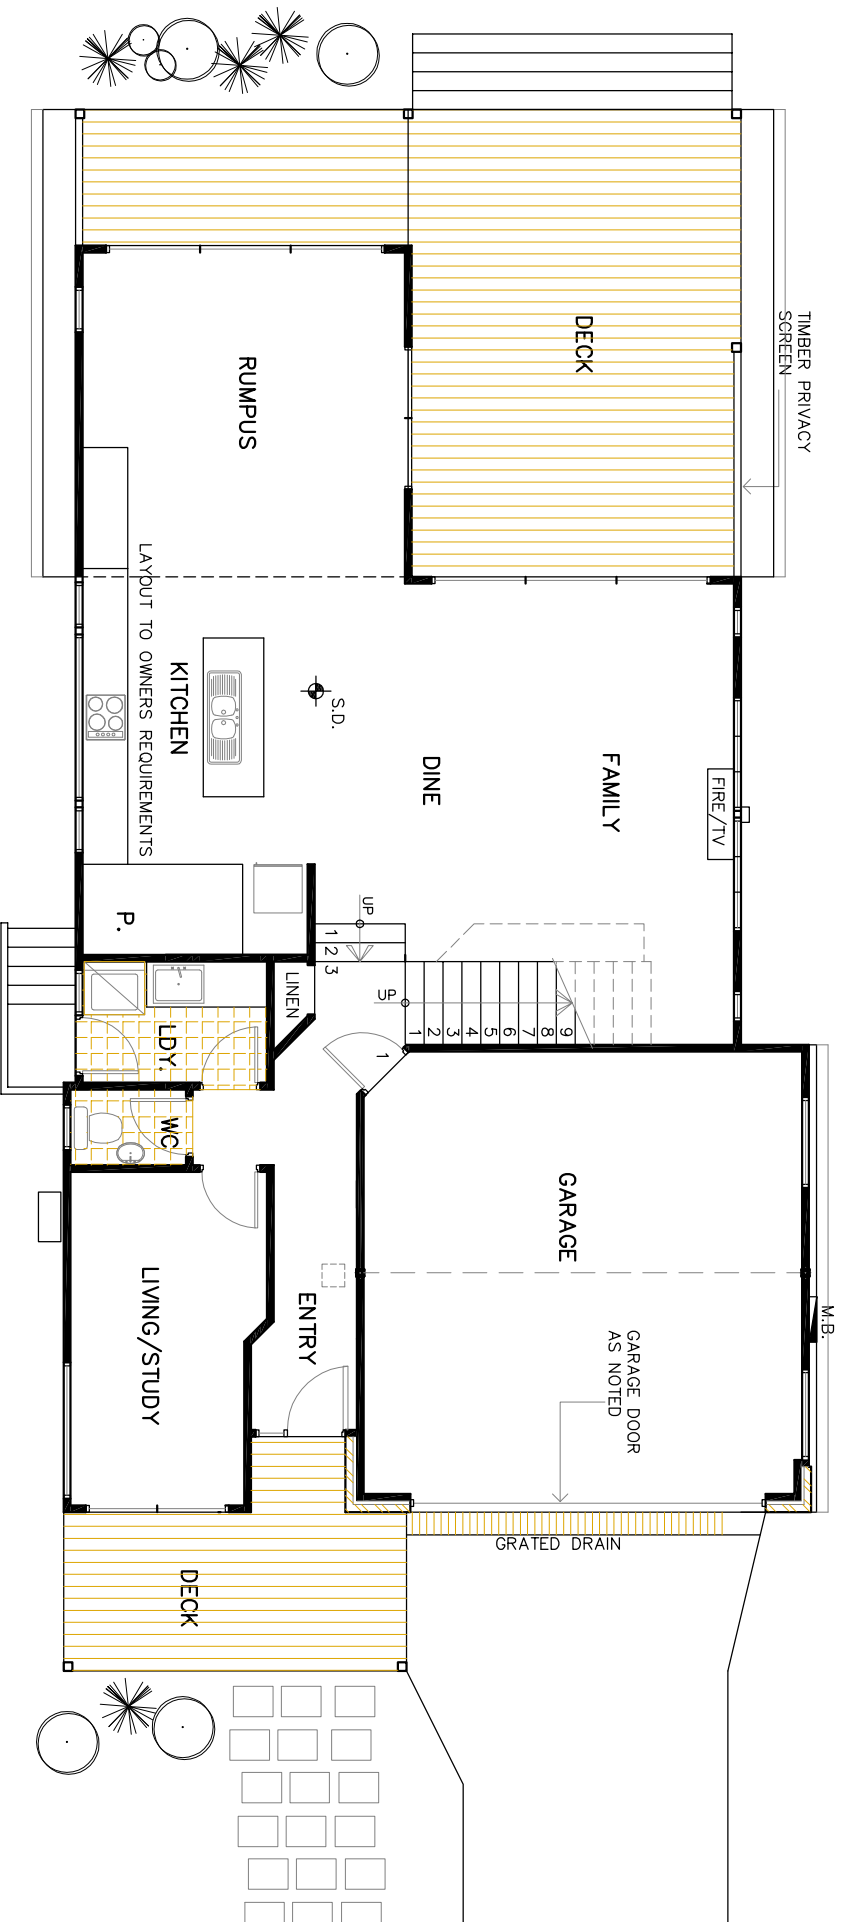 TIMBER PRIVACY
SCREEN
DECK
RUMPUS
LAYOUT TO OWNERS REQUIREMENTS
KITCHEN
S.D.
DINE
FAMILY
FIRE/TV
P.
UP
1
2
3
LINEN
UP
1
2
3
4
5
6
7
8
9
LDY.
1
WC
GARAGE
LIVING/STUDY
ENTRY
M.B.
GARAGE DOOR
AS NOTED
GRATED DRAIN
DECK